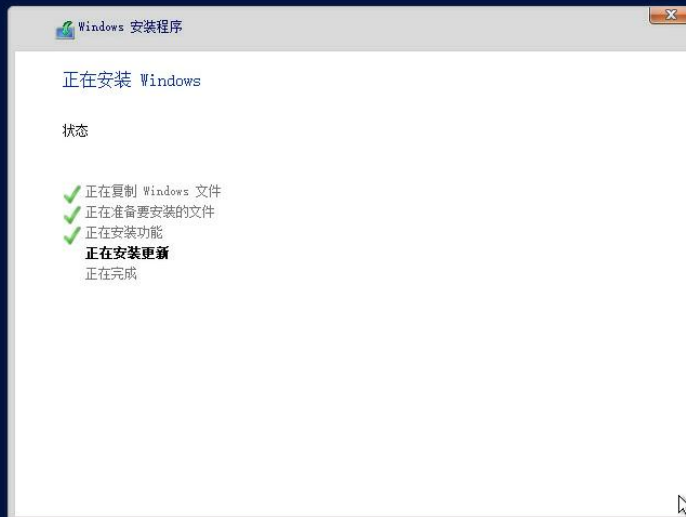 Windows 安装程序
正在安装 Windows
状态
正在复制 Windows 文件
正在准备要安装的文件
正在安装功能
正在安装更新
正在完成